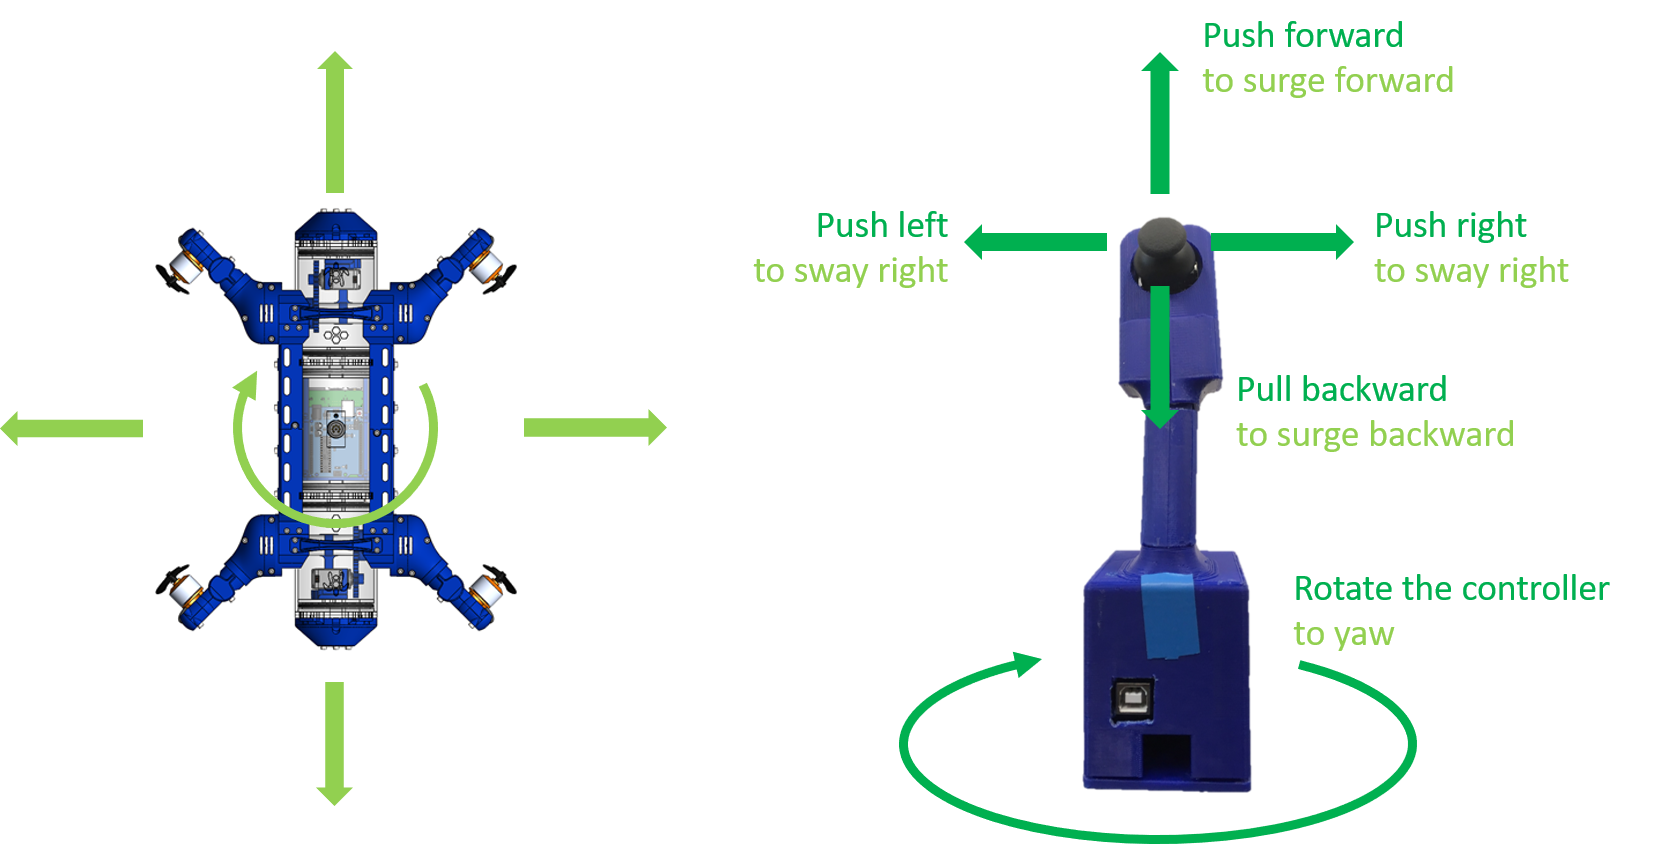 Push forward
to surge forward
Push left
to sway right
Push right
to sway right
Pull backward
to surge backward
Rotate the controller
to yaw